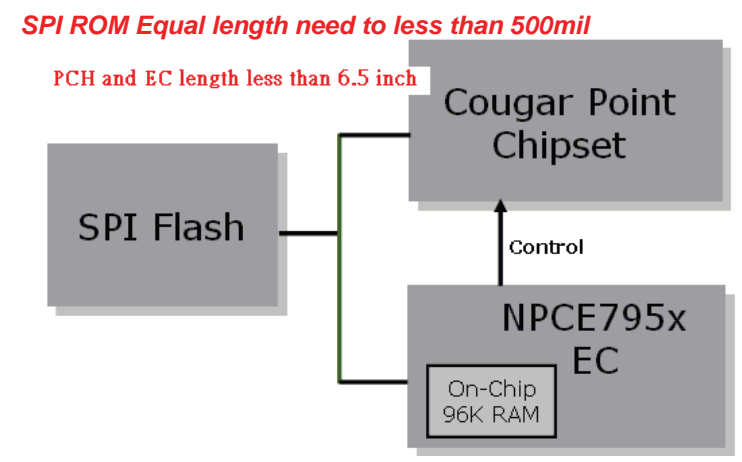 SPI ROM Equal length need to less than 500mil
PCH and EC length less than 6.5 inch
Cougar Point
Chipset
SPI Flash
Control
NPCE795x
EC
On-Chip
96K RAM